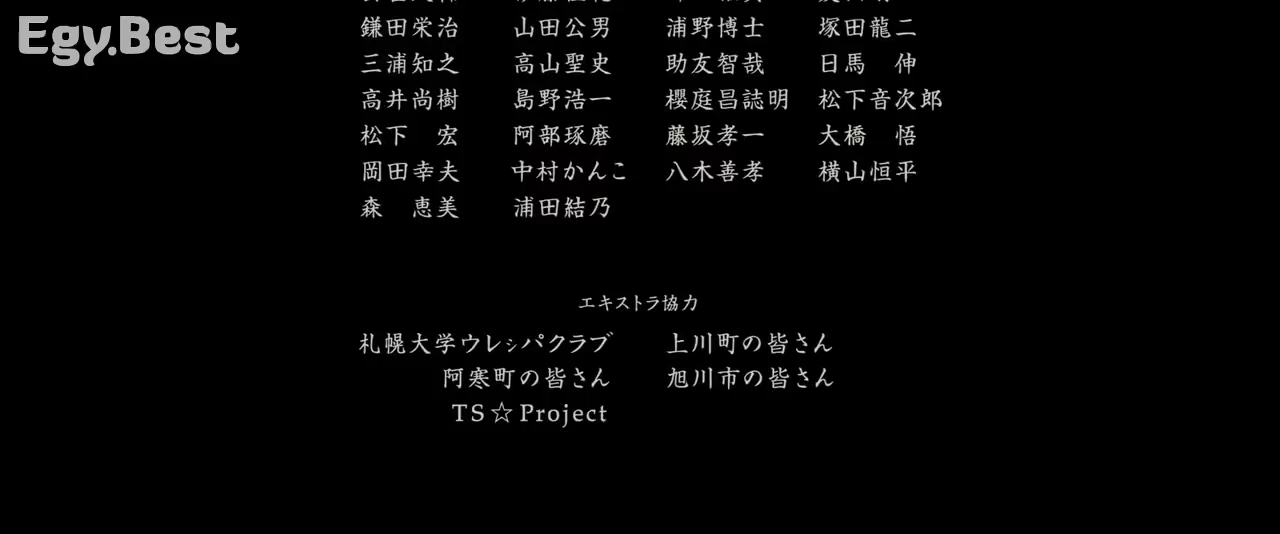 Egy.Best
鎌田栄治 山田公男 浦野博士 塚田龍二
三浦知之 高山聖史 助友智哉 日馬　伸
高井尚樹 島野浩一 櫻庭昌誌明 松下音次郎
松下　宏 阿部琢磨 藤坂孝一 大橋　悟
岡田幸夫 中村かんこ 八木善孝 横山恒平
森　恵美 浦田結乃
エキストラ協力
札幌大学ウレㇱパクラブ 上川町の皆さん
阿寒町の皆さん 旭川市の皆さん
TS☆Project